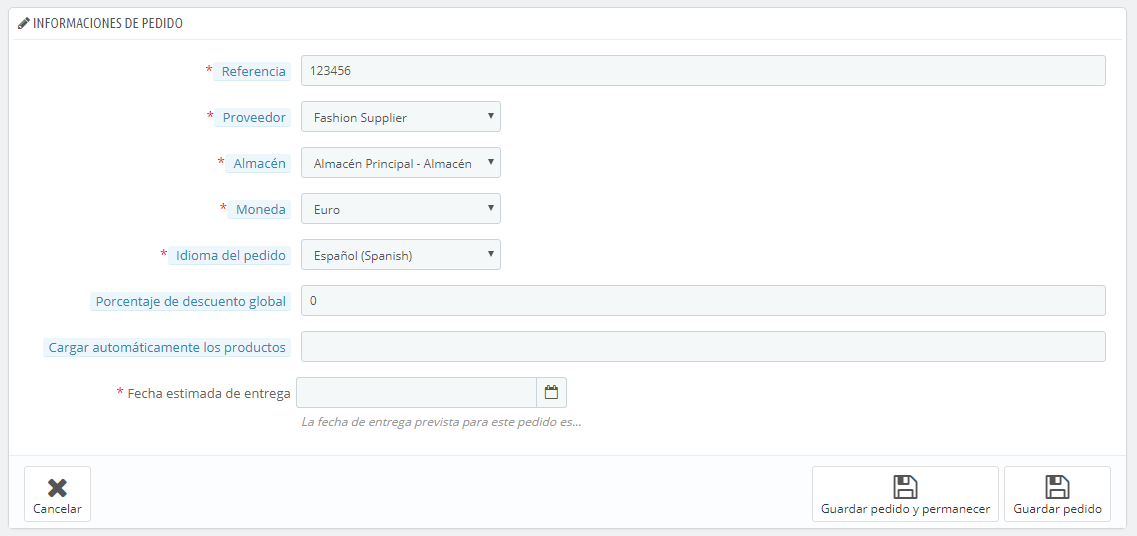 INFORMACIONES DE PEDIDO
* Referencia 123456
* Proveedor Fashion Supplier
* Almacén Almacén Principal - Almacén
* Moneda Euro
* Idioma del pedido Español (Spanish)
Porcentaje de descuento global 0
Cargar automáticamente los productos
* Fecha estimada de entrega
La fecha de entrega prevista para este pedido es...
Cancelar Guardar pedido y permanecer Guardar pedido